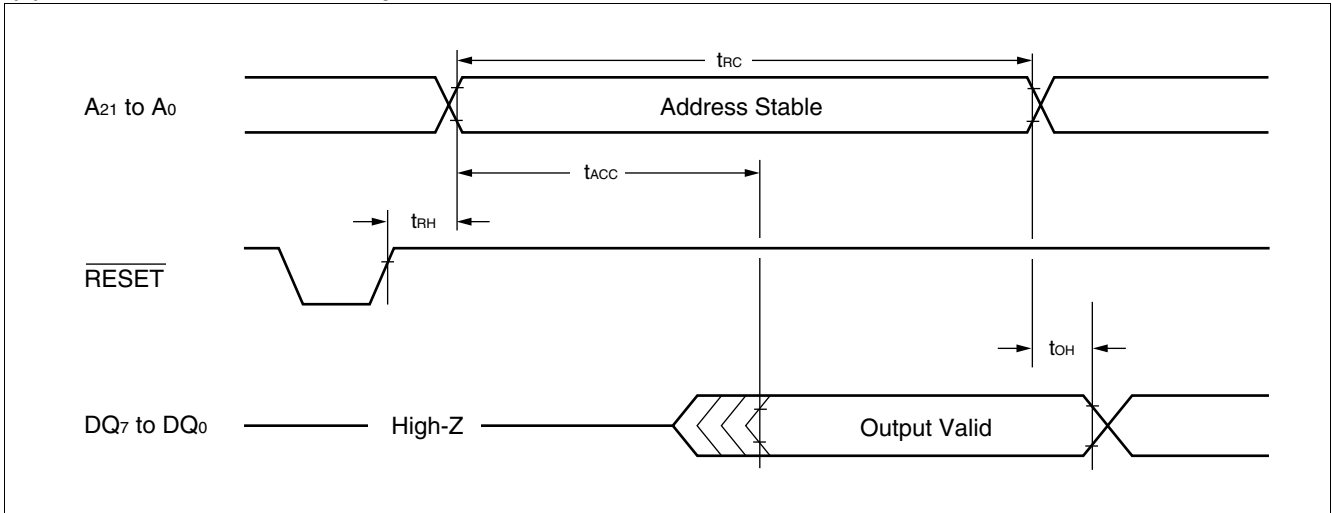 tRC
A21 to A0
Address Stable
tACC
tRH
RESET
tOH
DQ7 to DQ0
High-Z
Output Valid